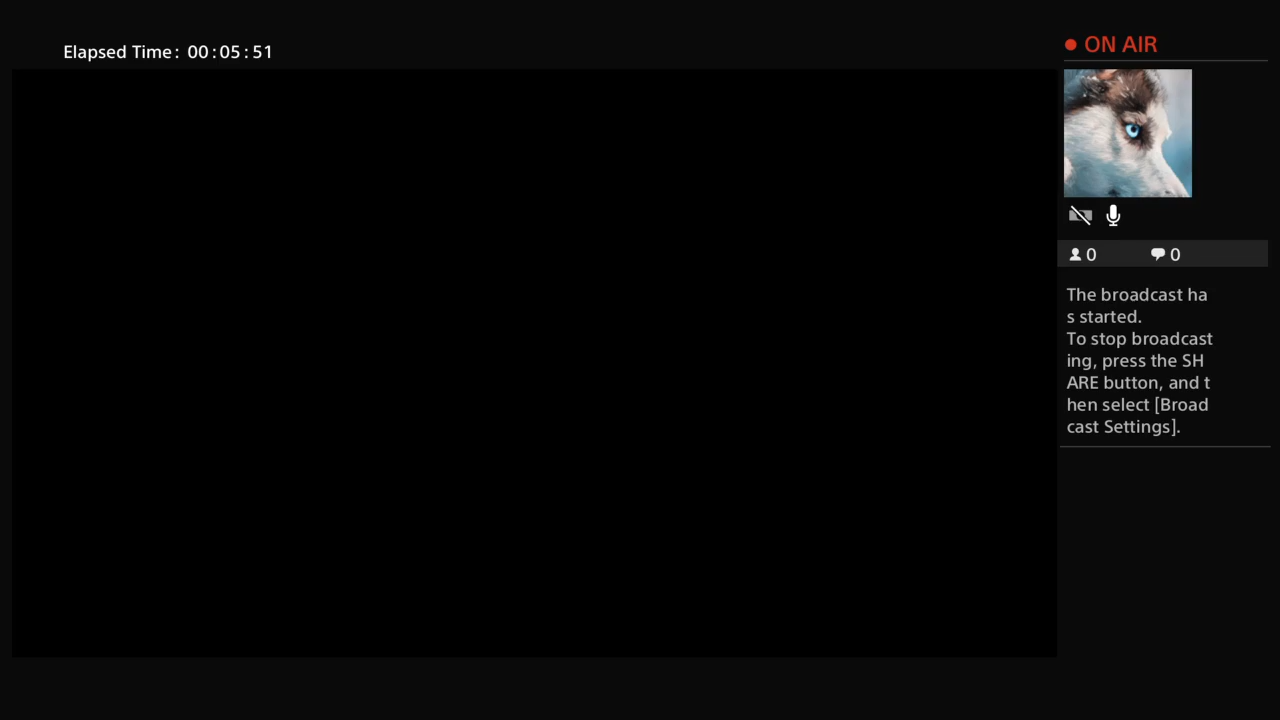 Elapsed Time: 00:05:51
ON AIR
0 0
The broadcast ha
s started.
To stop broadcast
ing, press the SH
ARE button, and t
hen select [Broad
cast Settings].